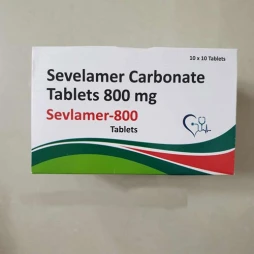 10 x 10 Tablets
Sevelamer Carbonate
Tablets 800 mg
Sevlamer-800
Tablets